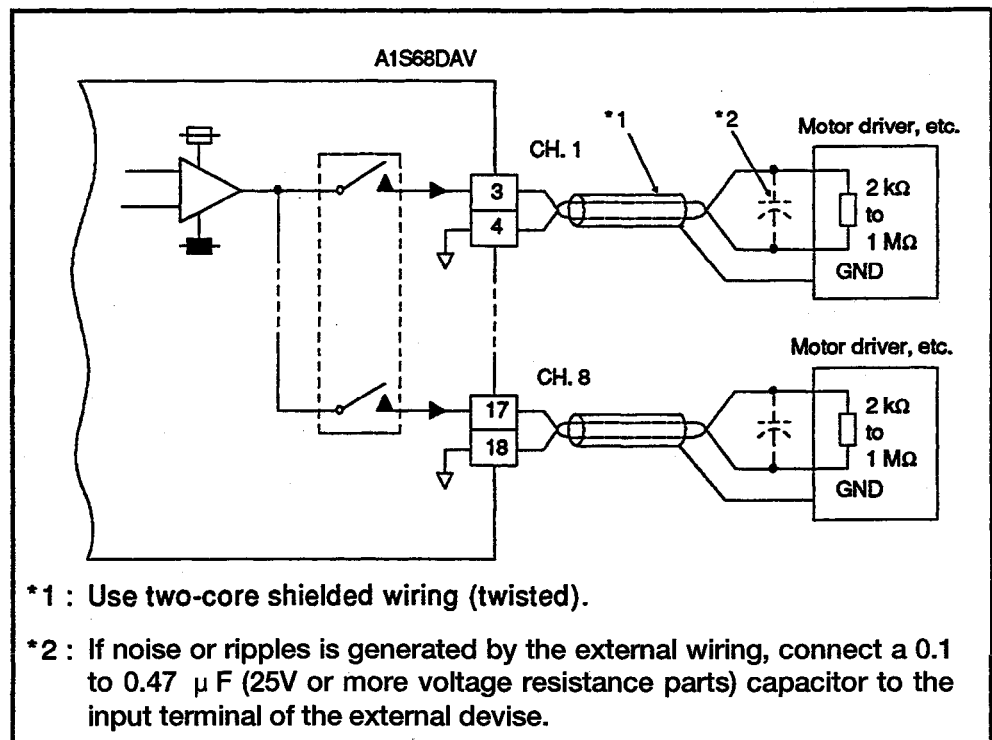 A1S68DAV
*1
*2
Motor driver, etc.
CH. 1
3
4
2 kΩ
to
1 MΩ
GND
Motor driver, etc.
CH. 8
17
18
2 kΩ
to
1 MΩ
GND
*1 : Use two-core shielded wiring (twisted).
*2 : If noise or ripples is generated by the external wiring, connect a 0.1
to 0.47 μ F (25V or more voltage resistance parts) capacitor to the
input terminal of the external devise.